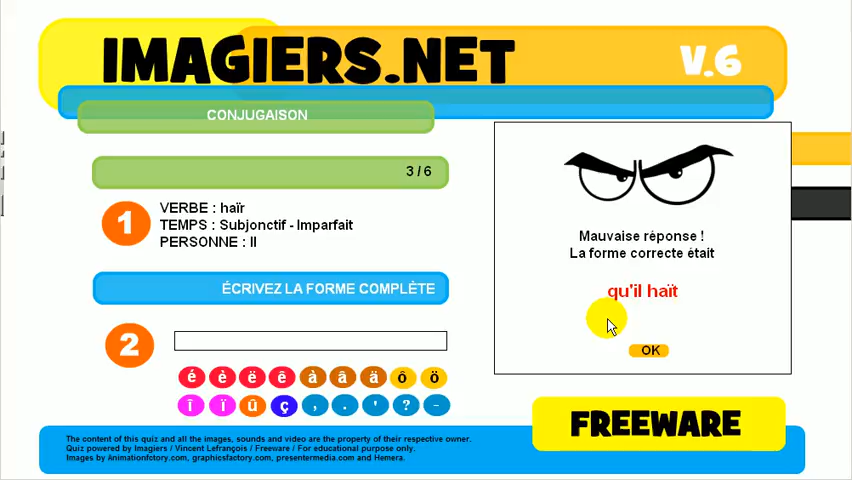 IMAGIERS.NET
V.6
CONJUGAISON
3 / 6
1
VERBE : haïr
TEMPS : Subjonctif - Imparfait
PERSONNE : Il
Mauvaise réponse !
La forme correcte était
qu'il haït
OK
ÉCRIVEZ LA FORME COMPLÈTE
2
é è ë ê à â ä ô ö
î ï û ç , . ' ? -
FREEWARE
The content of this quiz and all the images, sounds and video are the property of their respective owner.
Quiz powered by Imagiers / Vincent Lefrançois / Freeware / For educational purpose only.
Images by Animationfctory.com, graphicsfactory.com, presentermedia.com and Hemera.